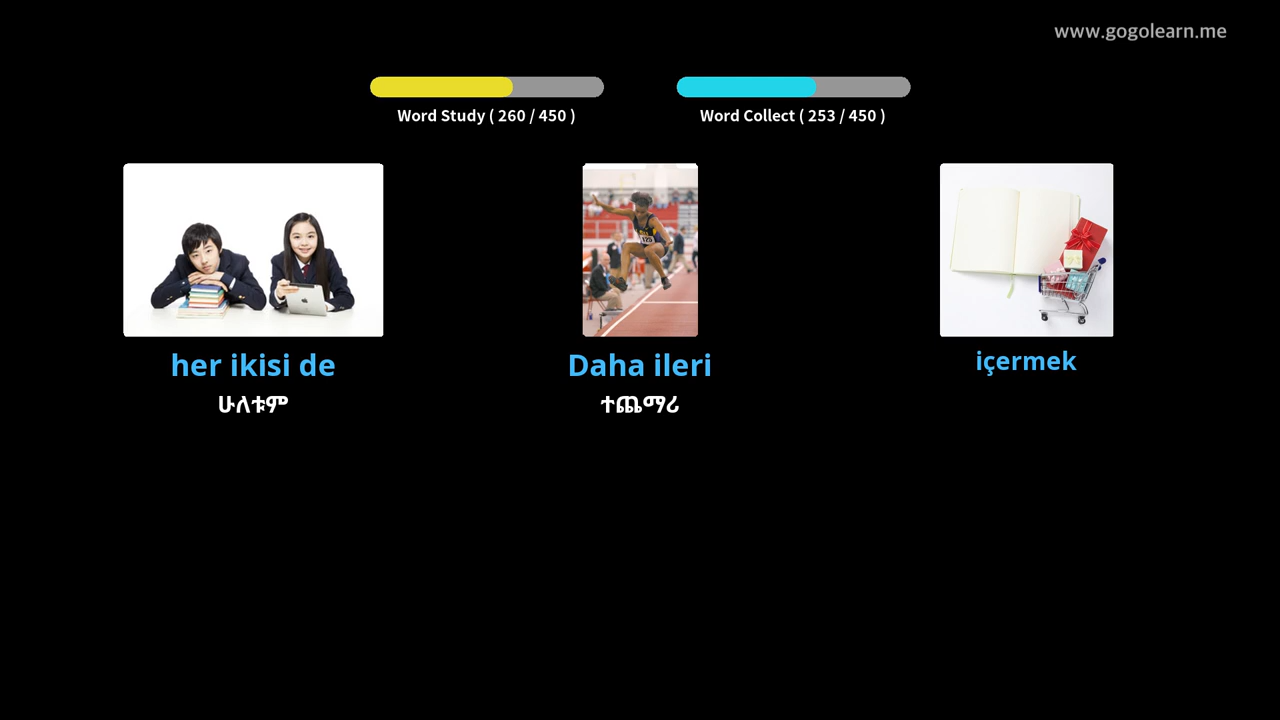 www.gogolearn.me
Word Study ( 260 / 450 )
Word Collect ( 253 / 450 )
her ikisi de
ሁለቱም
Daha ileri
ተጨማሪ
içermek